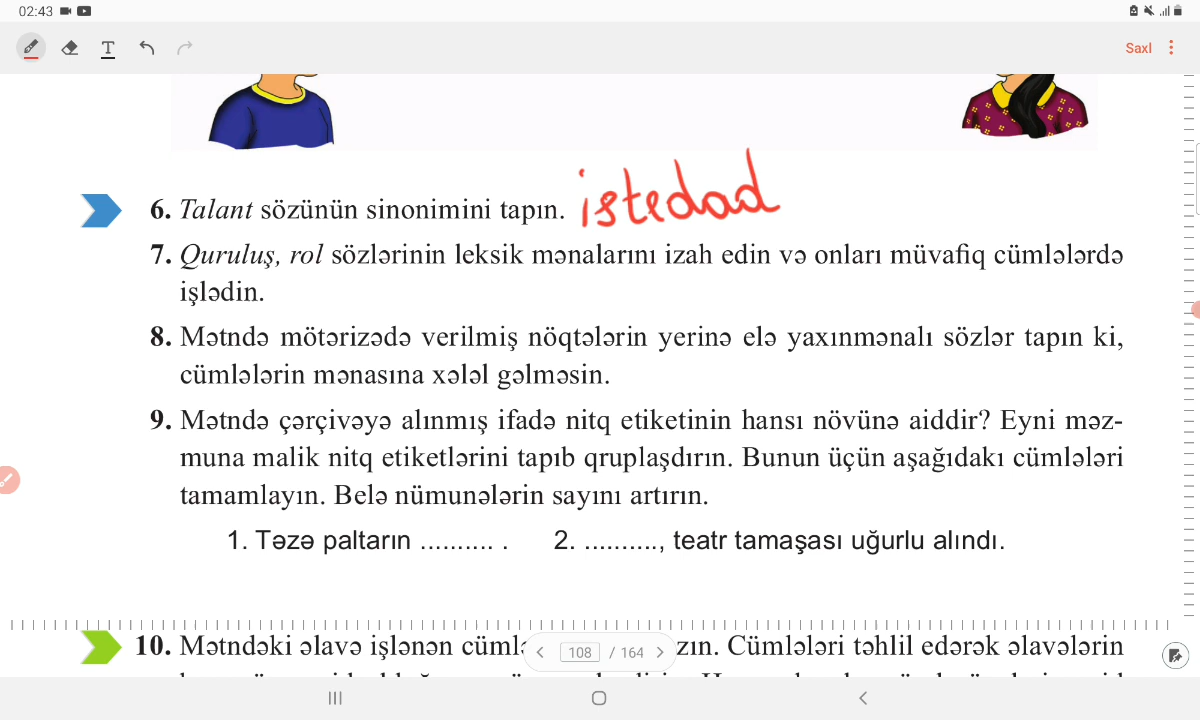 02:43
Saxl
6. Talant sözünün sinonimini tapın. istedad
7. Quruluş, rol sözlərinin leksik mənalarını izah edin və onları müvafiq cümlələrdə
işlədin.
8. Mətndə mötərizədə verilmiş nöqtələrin yerinə elə yaxınmənalı sözlər tapın ki,
cümlələrin mənasına xələl gəlməsin.
9. Mətndə çərçivəyə alınmış ifadə nitq etiketinin hansı növünə aiddir? Eyni məz-
muna malik nitq etiketlərini tapıb qruplaşdırın. Bunun üçün aşağıdakı cümlələri
tamamlayın. Belə nümunələrin sayını artırın.
1. Təzə paltarın .......... . 2. .........., teatr tamaşası uğurlu alındı.
10. Mətndəki əlavə işlənən zın. Cümlələri təhlil edərək əlavələrin
108 / 164